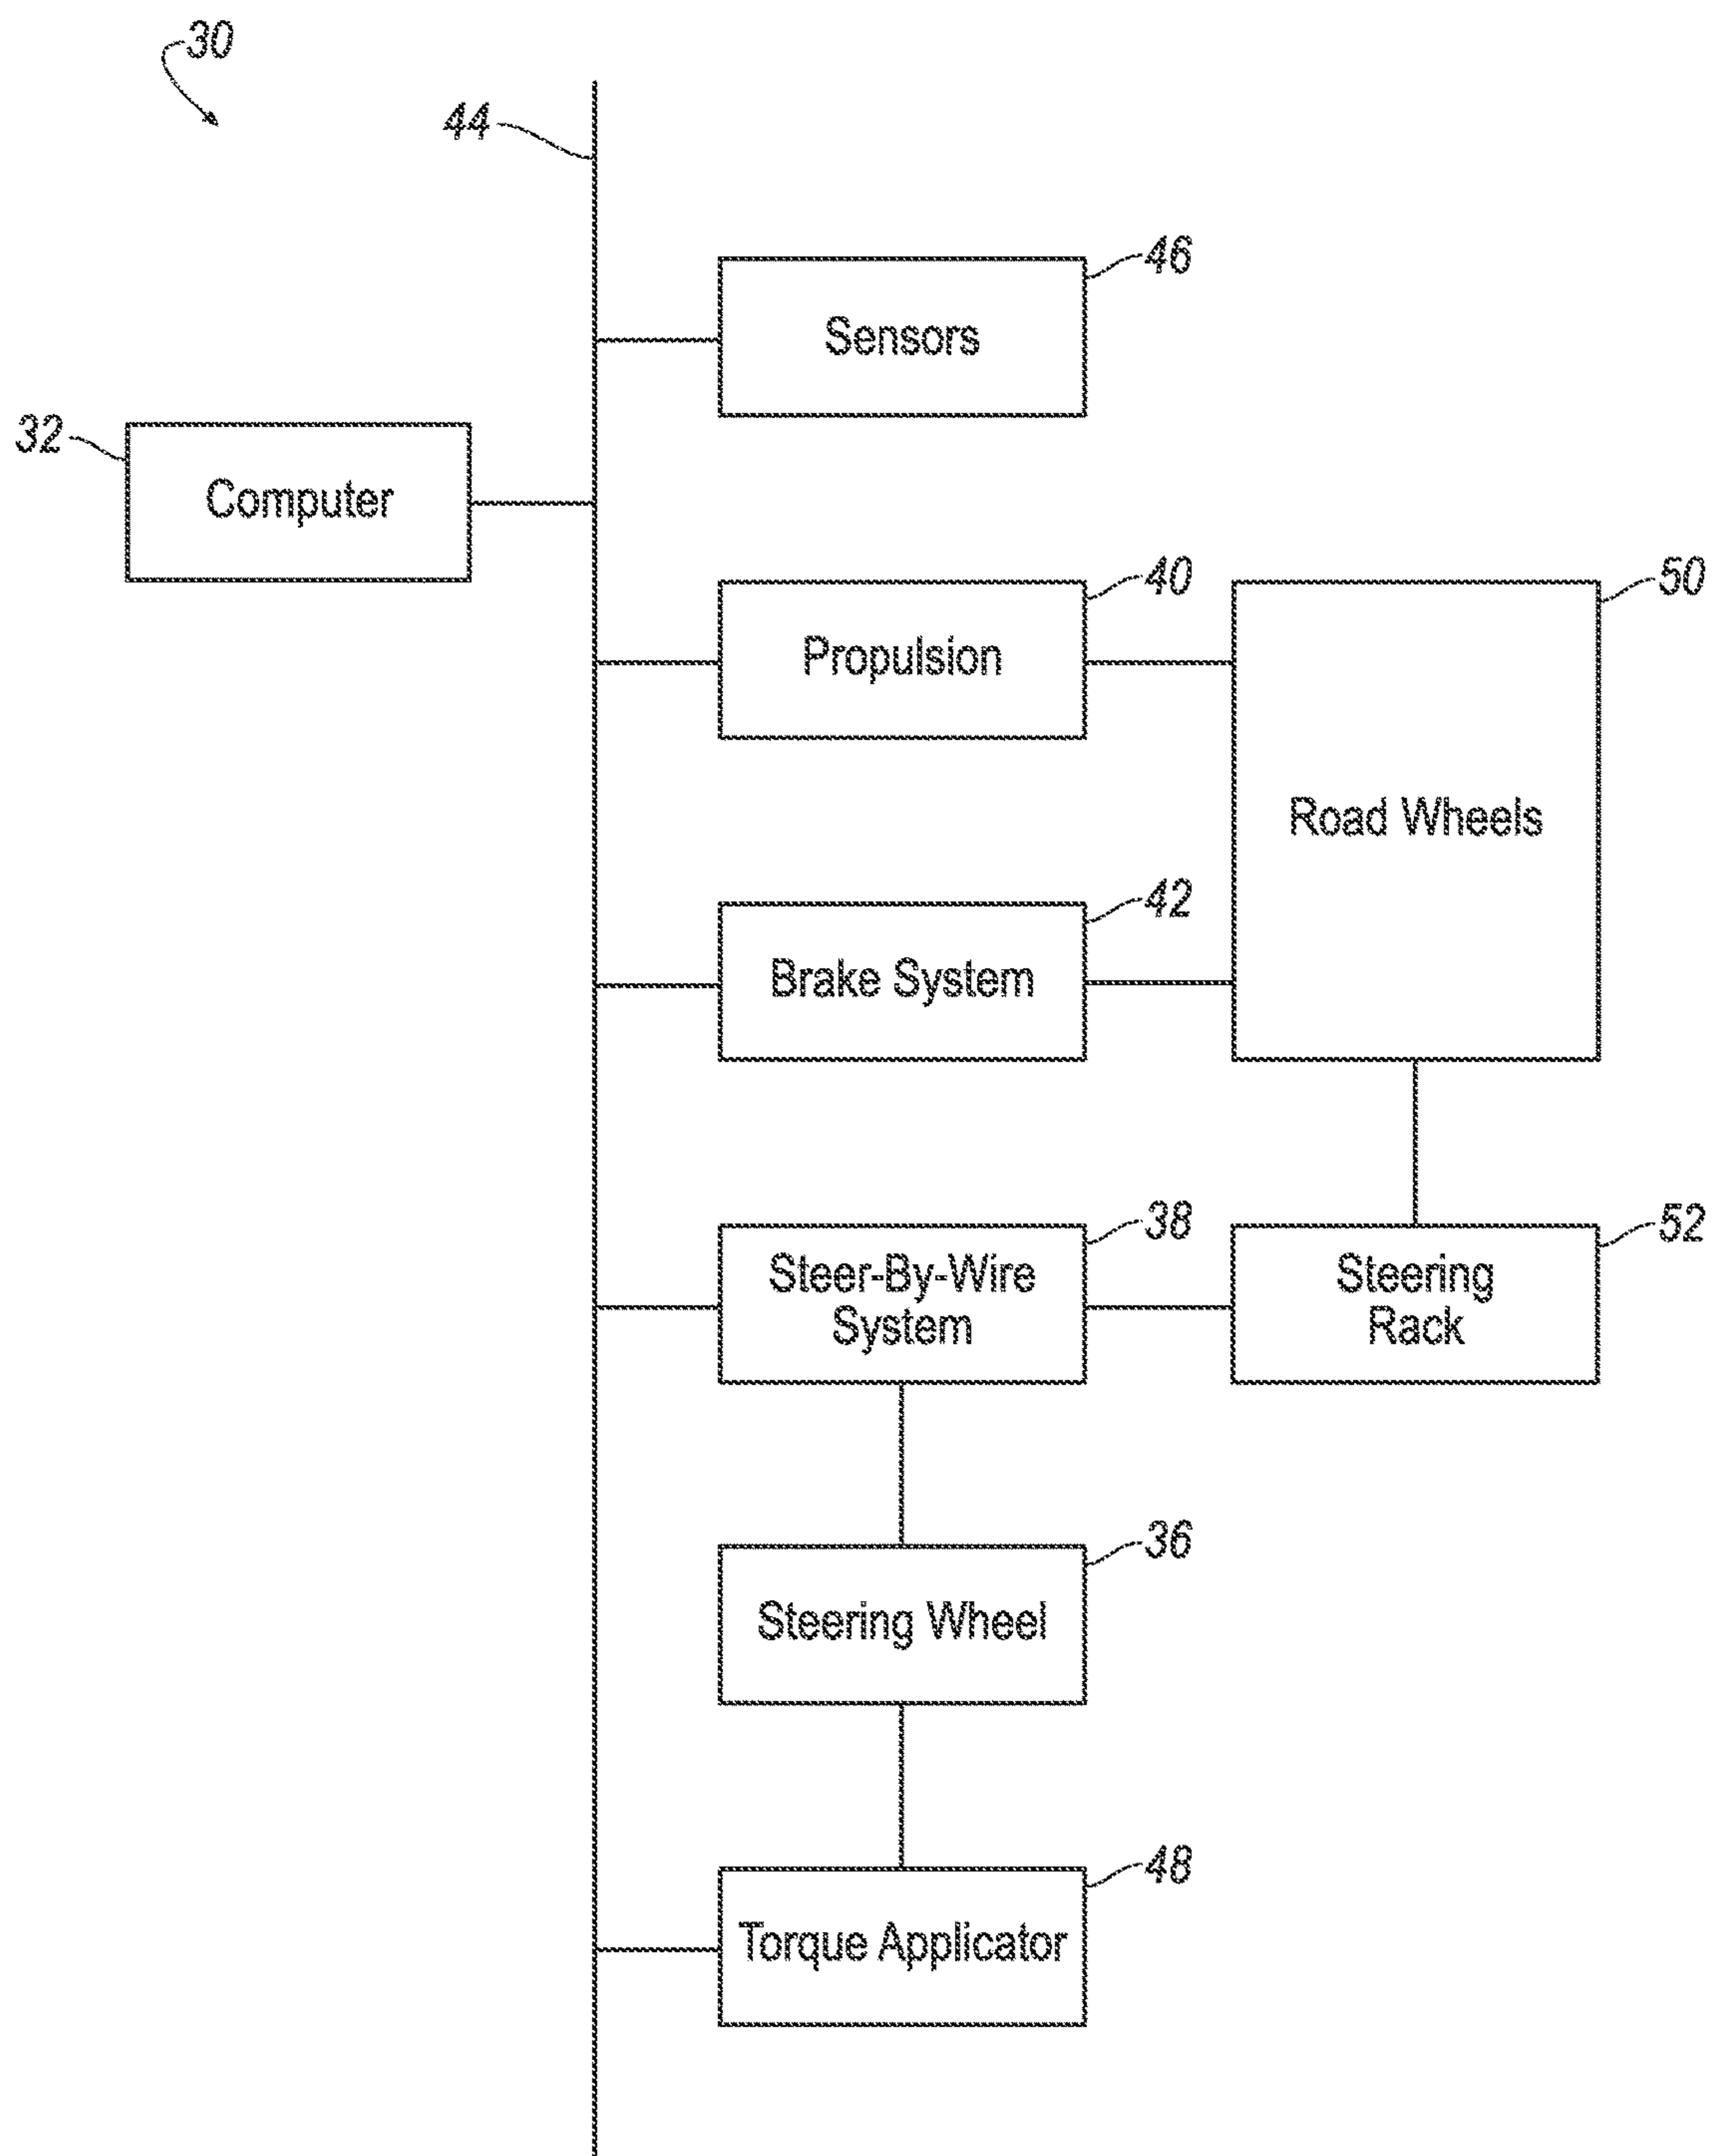 30
44
46
Sensors
32
Computer
40
50
Propulsion
Road Wheels
42
Brake System
38
52
Steer-By-Wire
System
Steering
Rack
36
Steering Wheel
48
Torque Applicator